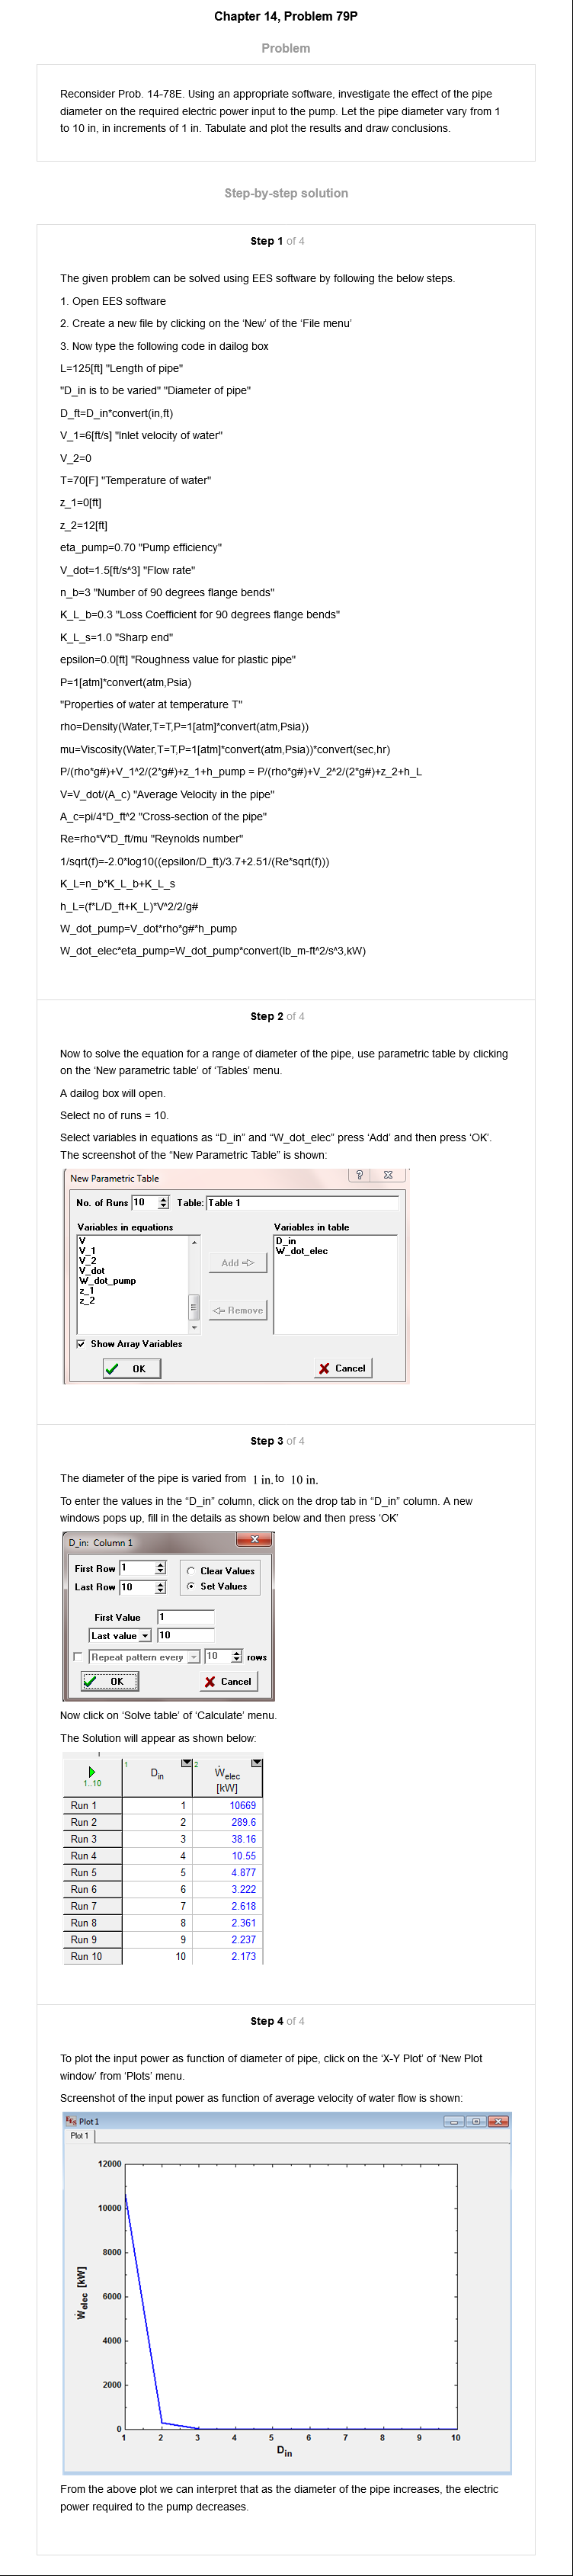 Chapter 14, Problem 79P
Problem
Reconsider Prob. 14-78E. Using an appropriate software, investigate the effect of the pipe
diameter on the required electric power input to the pump. Let the pipe diameter vary from 1
to 10 in, in increments of 1 in. Tabulate and plot the results and draw conclusions.
Step-by-step solution
Step 1 of 4
The given problem can be solved using EES software by following the below steps.
1. Open EES software
2. Create a new file by clicking on the ‘New’ of the ‘File menu’
3. Now type the following code in dailog box
L=125[ft] "Length of pipe"
"D_in is to be varied" "Diameter of pipe"
D_ft=D_in*convert(in,ft)
V_1=6[ft/s] "Inlet velocity of water"
V_2=0
T=70[F] "Temperature of water"
z_1=0[ft]
z_2=12[ft]
eta_pump=0.70 "Pump efficiency"
V_dot=1.5[ft/s^3] "Flow rate"
n_b=3 "Number of 90 degrees flange bends"
K_L_b=0.3 "Loss Coefficient for 90 degrees flange bends"
K_L_s=1.0 "Sharp end"
epsilon=0.0[ft] "Roughness value for plastic pipe"
P=1[atm]*convert(atm,Psia)
"Properties of water at temperature T"
rho=Density(Water,T=T,P=1[atm]*convert(atm,Psia))
mu=Viscosity(Water,T=T,P=1[atm]*convert(atm,Psia))*convert(sec,hr)
P/(rho*g#)+V_1^2/(2*g#)+z_1+h_pump = P/(rho*g#)+V_2^2/(2*g#)+z_2+h_L
V=V_dot/(A_c) "Average Velocity in the pipe"
A_c=pi/4*D_ft^2 "Cross-section of the pipe"
Re=rho*V*D_ft/mu "Reynolds number"
1/sqrt(f)=-2.0*log10((epsilon/D_ft)/3.7+2.51/(Re*sqrt(f)))
K_L=n_b*K_L_b+K_L_s
h_L=(f*L/D_ft+K_L)*V^2/2/g#
W_dot_pump=V_dot*rho*g#*h_pump
W_dot_elec*eta_pump=W_dot_pump*convert(lb_m-ft^2/s^3,kW)
Step 2 of 4
Now to solve the equation for a range of diameter of the pipe, use parametric table by clicking
on the ‘New parametric table’ of ‘Tables’ menu.
A dailog box will open.
Select no of runs = 10.
Select variables in equations as “D_in” and “W_dot_elec” press ‘Add’ and then press ‘OK’.
The screenshot of the “New Parametric Table” is shown:
New Parametric Table
No. of Runs 10 Table: Table 1
Variables in equations Variables in table
V D_in
V_1 W_dot_elec
V_2
V_dot Add
W_dot_pump
z_1
z_2
Remove
Show Array Variables
OK Cancel
Step 3 of 4
The diameter of the pipe is varied from 1 in. to 10 in.
To enter the values in the “D_in” column, click on the drop tab in “D_in” column. A new
windows pops up, fill in the details as shown below and then press ‘OK’
D_in: Column 1
First Row 1 Clear Values
Last Row 10 Set Values
First Value 1
Last value 10
Repeat pattern every 10 rows
OK Cancel
Now click on ‘Solve table’ of ‘Calculate’ menu.
The Solution will appear as shown below:
1..10 1 Din 2 Ẇelec [kW]
Run 1 1 10669
Run 2 2 289.6
Run 3 3 38.16
Run 4 4 10.55
Run 5 5 4.877
Run 6 6 3.222
Run 7 7 2.618
Run 8 8 2.361
Run 9 9 2.237
Run 10 10 2.173
Step 4 of 4
To plot the input power as function of diameter of pipe, click on the ‘X-Y Plot’ of ‘New Plot
window’ from ‘Plots’ menu.
Screenshot of the input power as function of average velocity of water flow is shown:
Plot 1
Plot 1
12000
10000
8000
6000
4000
2000
0
Ẇelec [kW]
1 2 3 4 5 6 7 8 9 10
Din
From the above plot we can interpret that as the diameter of the pipe increases, the electric
power required to the pump decreases.